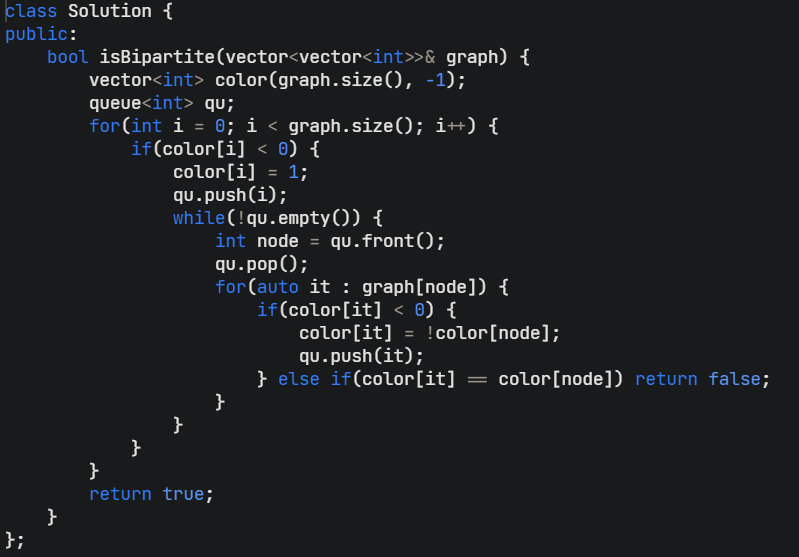 class Solution {
public:
    bool isBipartite(vector<vector<int>>& graph) {
        vector<int> color(graph.size(), -1);
        queue<int> qu;
        for(int i = 0; i < graph.size(); i++) {
            if(color[i] < 0) {
                color[i] = 1;
                qu.push(i);
                while(!qu.empty()) {
                    int node = qu.front();
                    qu.pop();
                    for(auto it : graph[node]) {
                        if(color[it] < 0) {
                            color[it] = !color[node];
                            qu.push(it);
                        } else if(color[it] == color[node]) return false;
                    }
                }
            }
        }
        return true;
    }
};